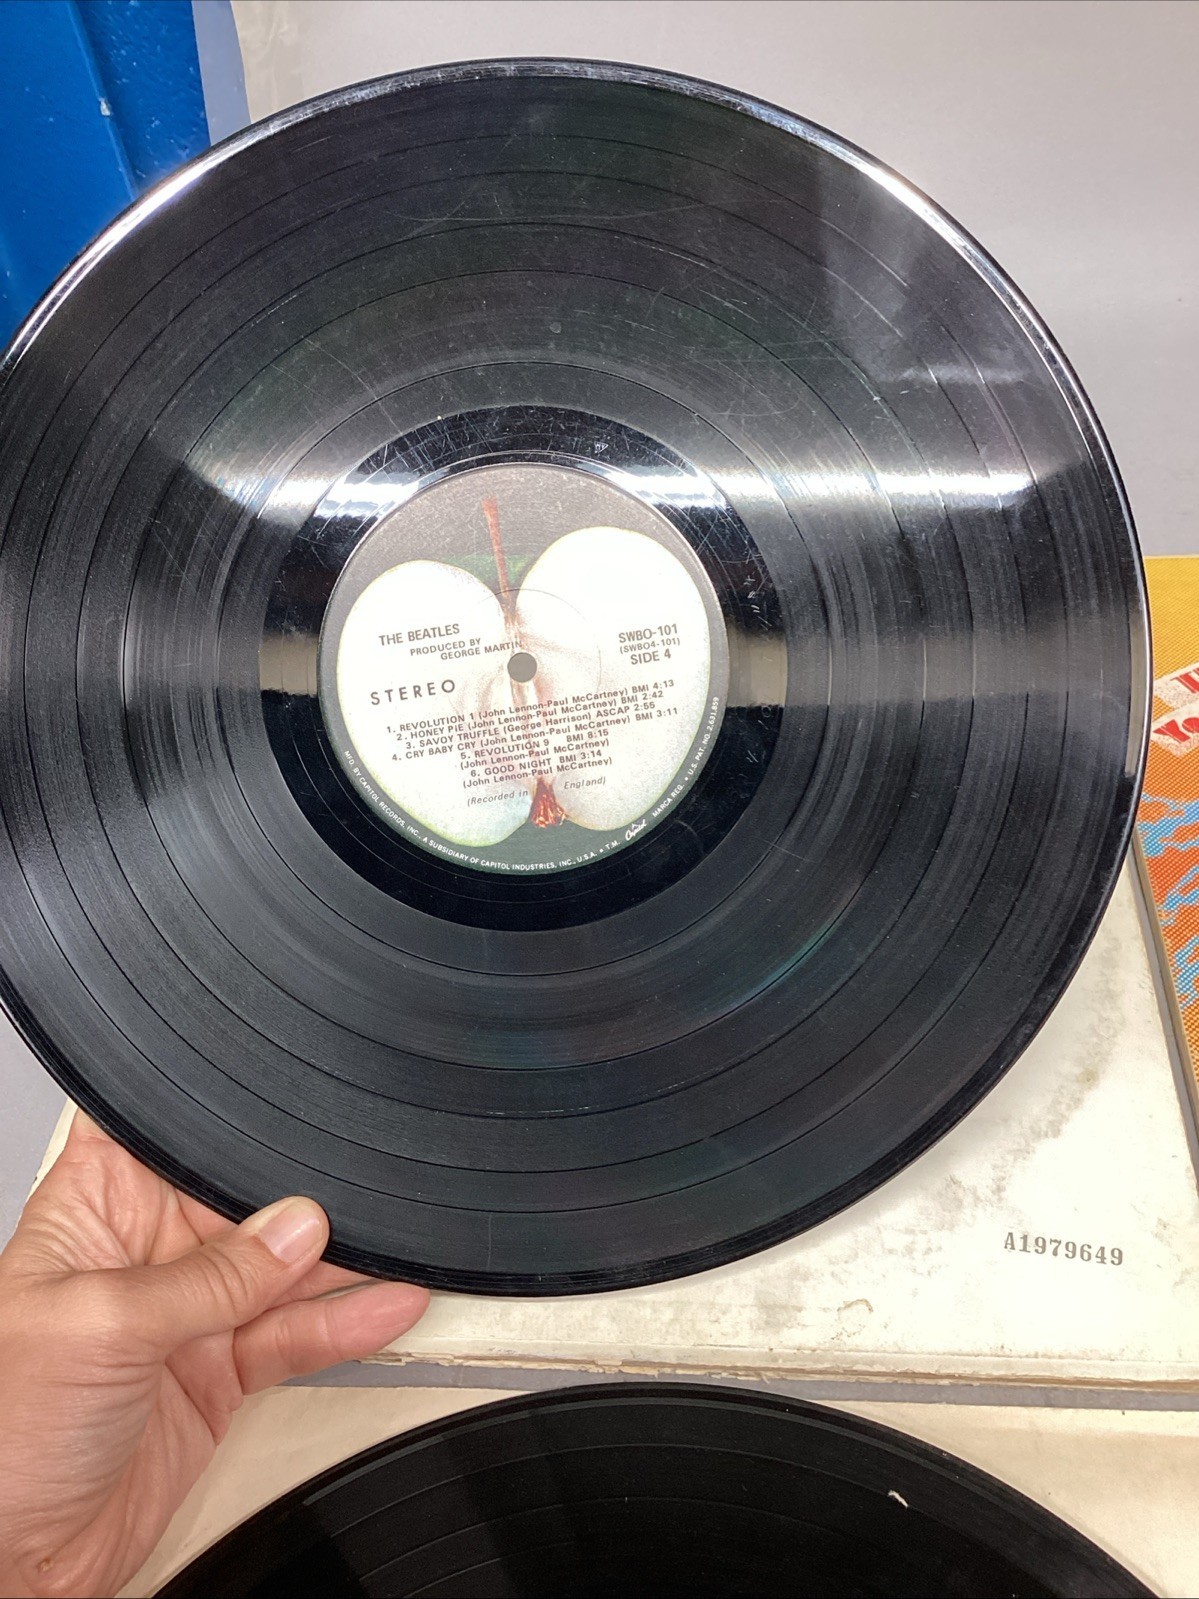 THE BEATLES
PRODUCED BY
GEORGE MARTIN
SWBO-101
(SWBO4-101)
SIDE 4
STEREO
1. REVOLUTION 1 (John Lennon-Paul McCartney) BMI 4:13
2. HONEY PIE (John Lennon-Paul McCartney) BMI 2:42
3. SAVOY TRUFFLE (George Harrison) ASCAP 2:55
4. CRY BABY CRY (John Lennon-Paul McCartney) BMI 3:11
5. REVOLUTION 9 BMI 8:15
(John Lennon-Paul McCartney)
6. GOOD NIGHT BMI 3:14
(John Lennon-Paul McCartney)
(Recorded in England)
MFD. BY CAPITOL RECORDS, INC., A SUBSIDIARY OF CAPITOL INDUSTRIES, INC., U.S.A. • T.M. Capitol MARCA REG. • U.S. PAT. NO. 2,631,859
A1979649